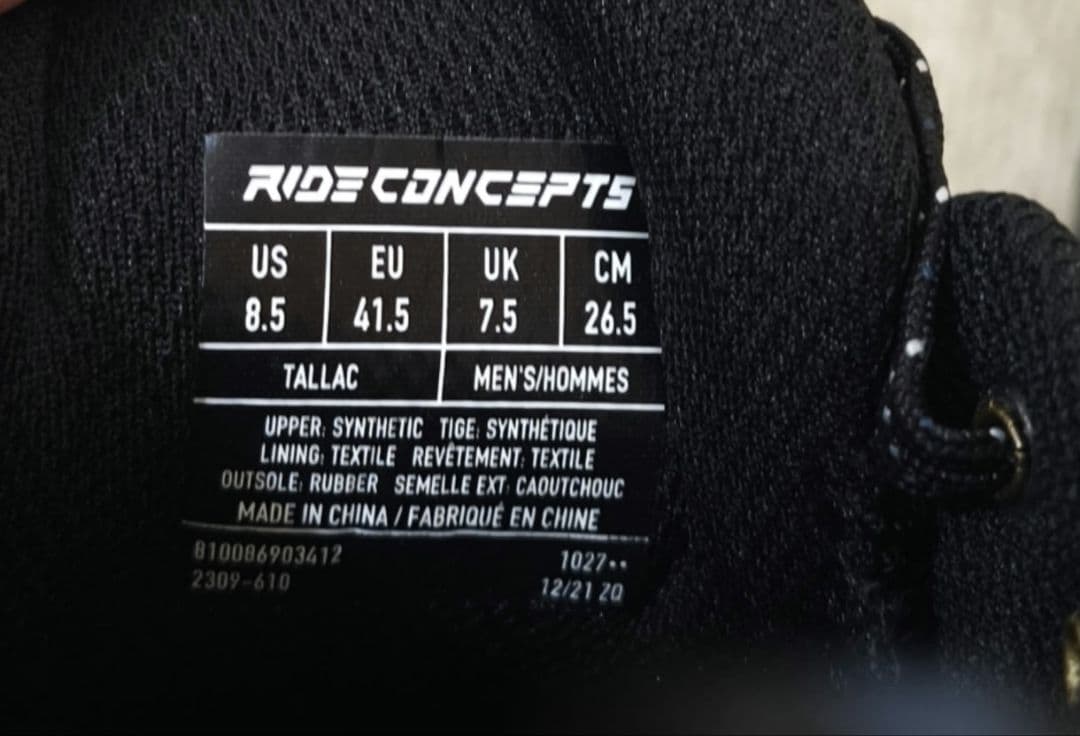 RIDE CONCEPTS
US EU UK CM
8.5 41.5 7.5 26.5
TALLAC MEN'S/HOMMES
UPPER: SYNTHETIC TIGE: SYNTHÉTIQUE
LINING: TEXTILE REVÊTEMENT: TEXTILE
OUTSOLE: RUBBER SEMELLE EXT: CAOUTCHOUC
MADE IN CHINA / FABRIQUÉ EN CHINE
810086903412 1027••
2309-610 12/21 ZQ